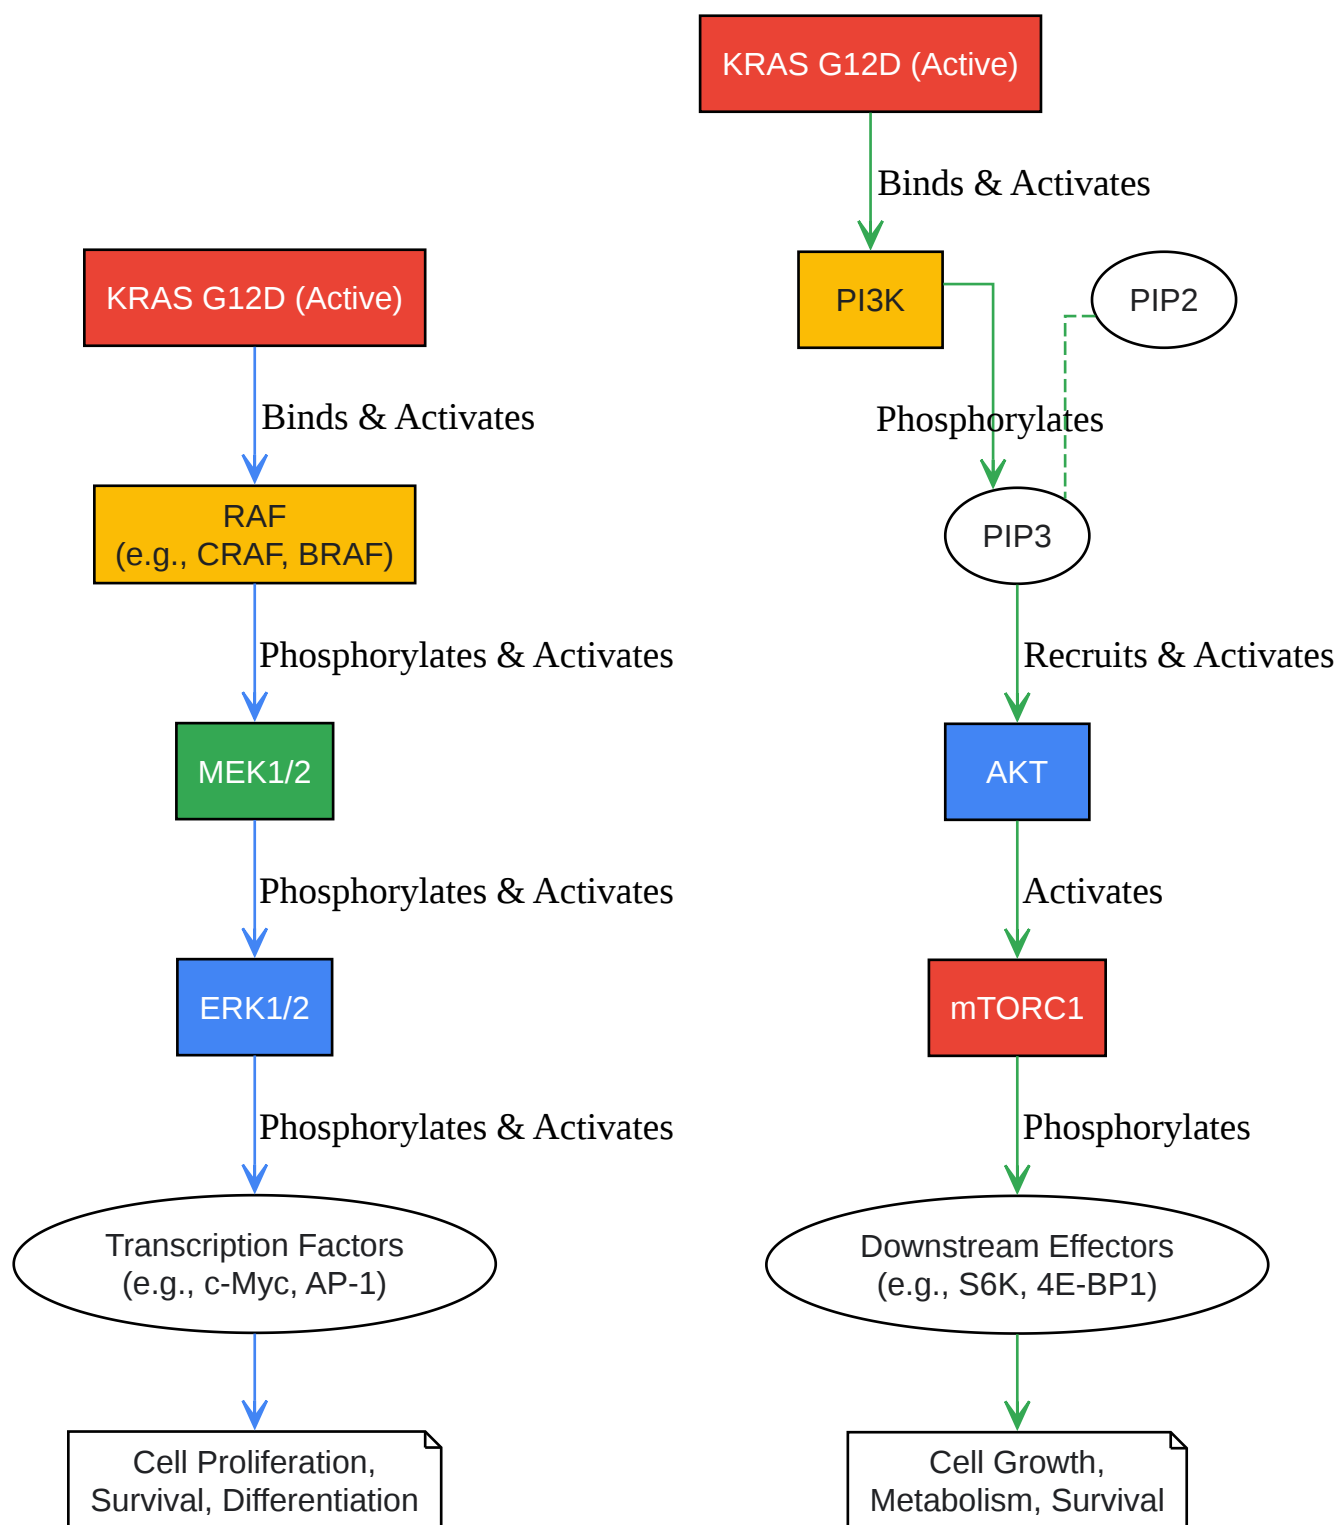 KRAS G12D (Active)
Binds & Activates
RAF
(e.g., CRAF, BRAF)
Phosphorylates & Activates
MEK1/2
Phosphorylates & Activates
ERK1/2
Phosphorylates & Activates
Transcription Factors
(e.g., c-Myc, AP-1)
Cell Proliferation,
Survival, Differentiation
KRAS G12D (Active)
Binds & Activates
PI3K
PIP2
Phosphorylates
PIP3
Recruits & Activates
AKT
Activates
mTORC1
Phosphorylates
Downstream Effectors
(e.g., S6K, 4E-BP1)
Cell Growth,
Metabolism, Survival